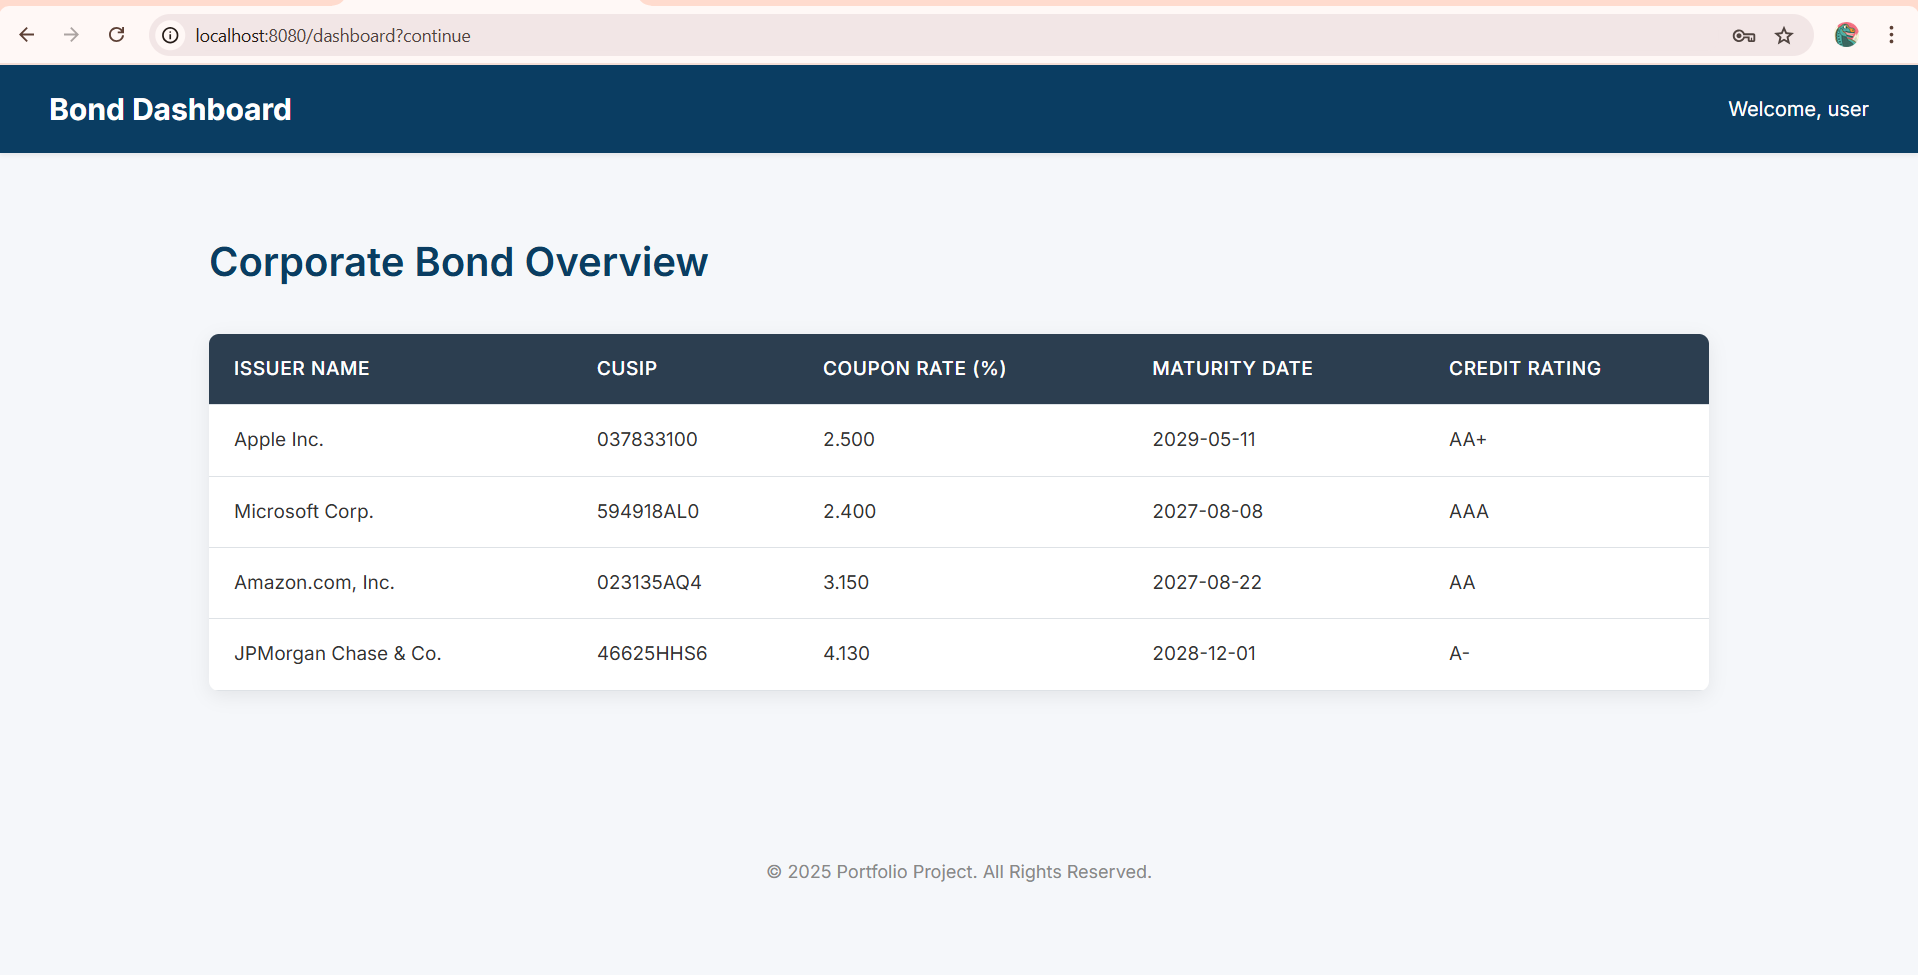 localhost:8080/dashboard?continue
Bond Dashboard Welcome, user
Corporate Bond Overview
ISSUER NAME CUSIP COUPON RATE (%) MATURITY DATE CREDIT RATING
Apple Inc. 037833100 2.500 2029-05-11 AA+
Microsoft Corp. 594918AL0 2.400 2027-08-08 AAA
Amazon.com, Inc. 023135AQ4 3.150 2027-08-22 AA
JPMorgan Chase & Co. 46625HHS6 4.130 2028-12-01 A-
© 2025 Portfolio Project. All Rights Reserved.